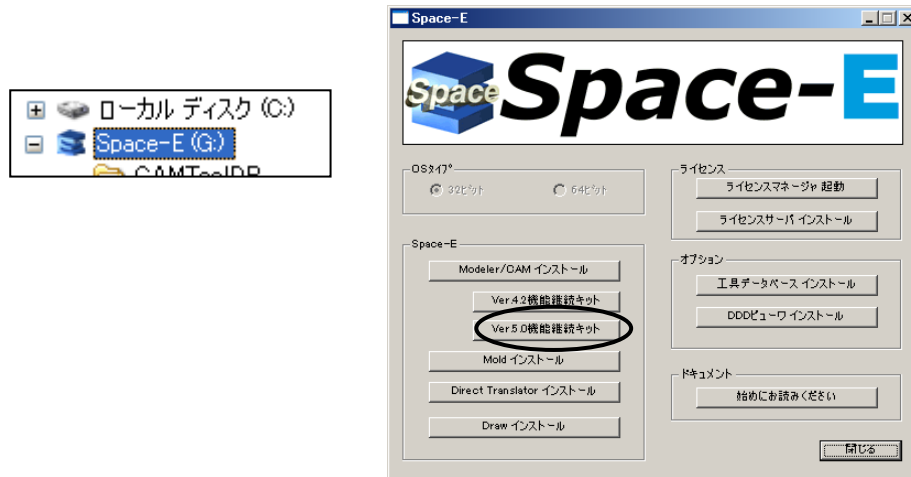 ローカル ディスク (C:)
Space-E (G:)
CAMToolDB
Space-E
Space
Space-E
OSタイプ
32ビット
64ビット
Space-E
Modeler/CAM インストール
Ver.4.2機能継続キット
Ver.5.0機能継続キット
Mold インストール
Direct Translator インストール
Draw インストール
ライセンス
ライセンスマネージャ 起動
ライセンスサーバ インストール
オプション
工具データベース インストール
DDDビューワ インストール
ドキュメント
始めにお読みください
閉じる